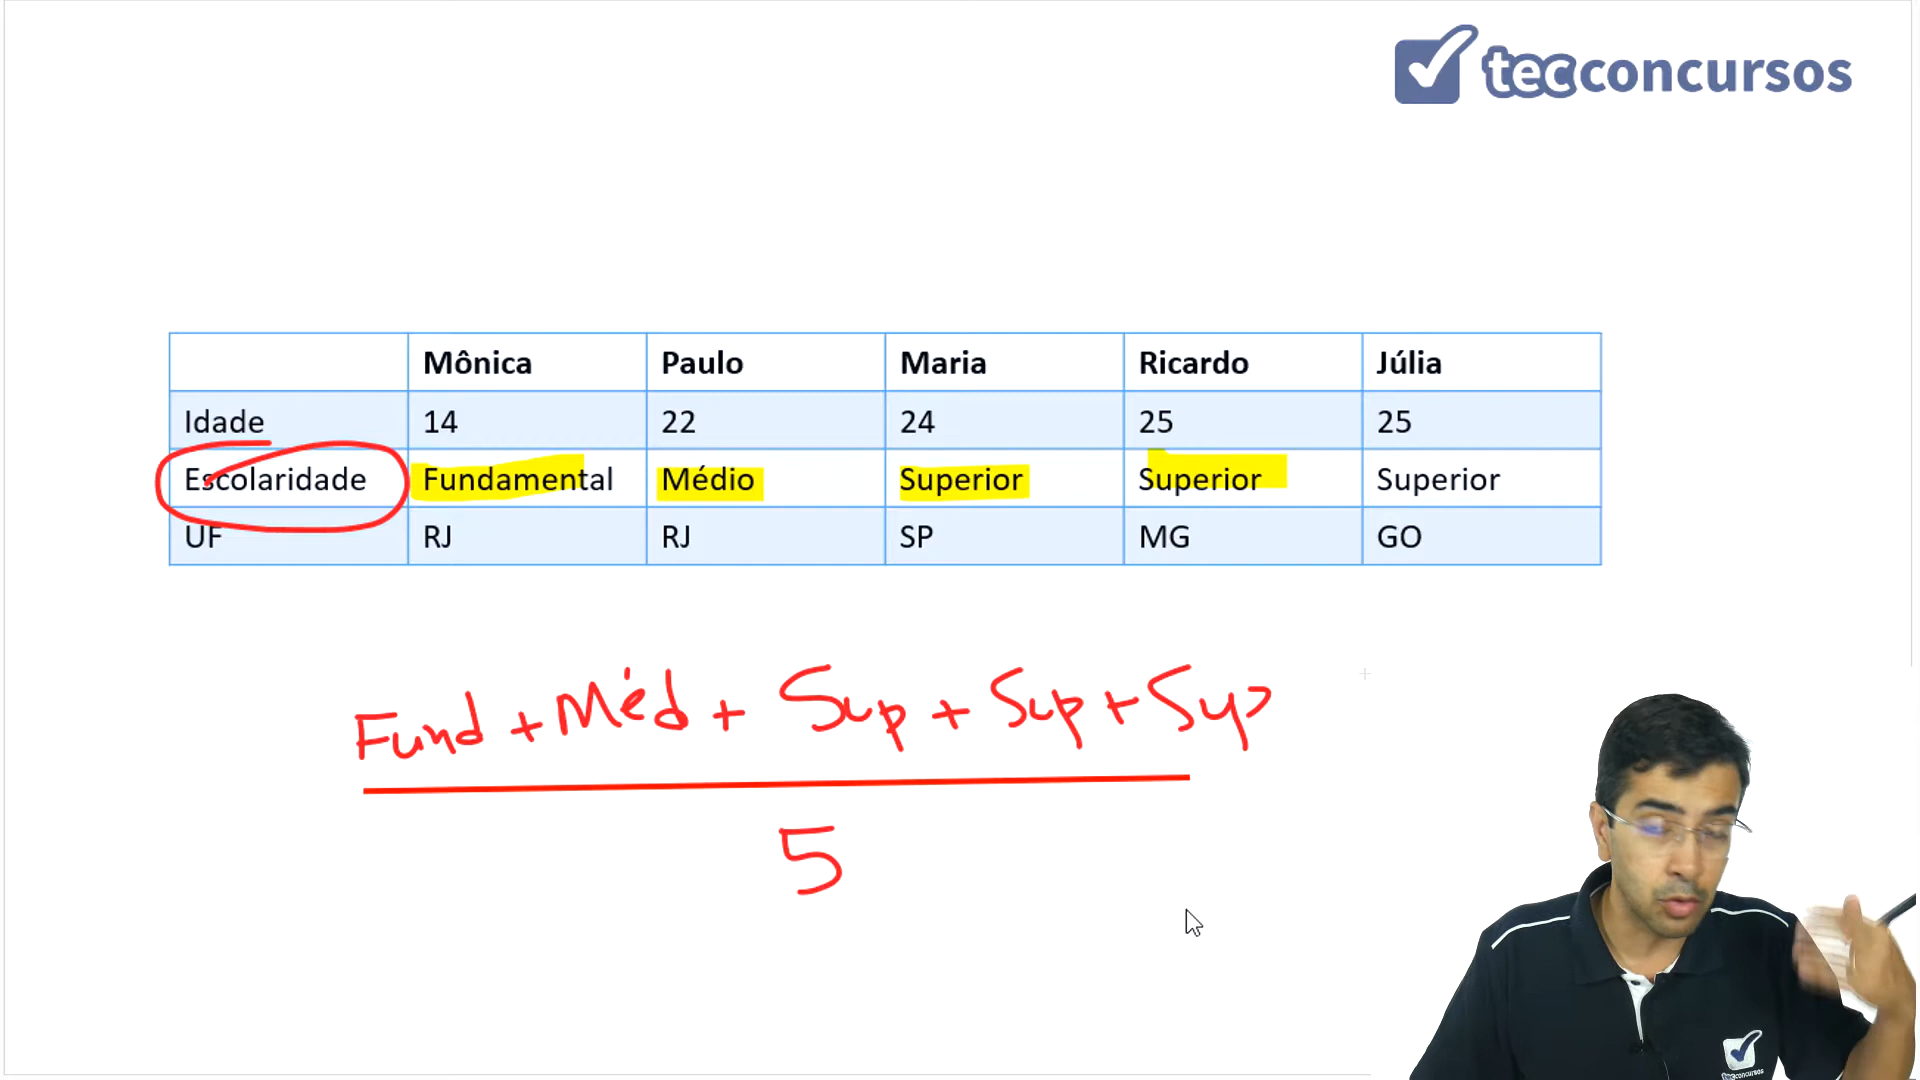 tecconcursos
Mônica Paulo Maria Ricardo Júlia
Idade 14 22 24 25 25
Escolaridade Fundamental Médio Superior Superior Superior
UF RJ RJ SP MG GO
Fund + Méd + Sup + Sup + Sup
5
tecconcursos